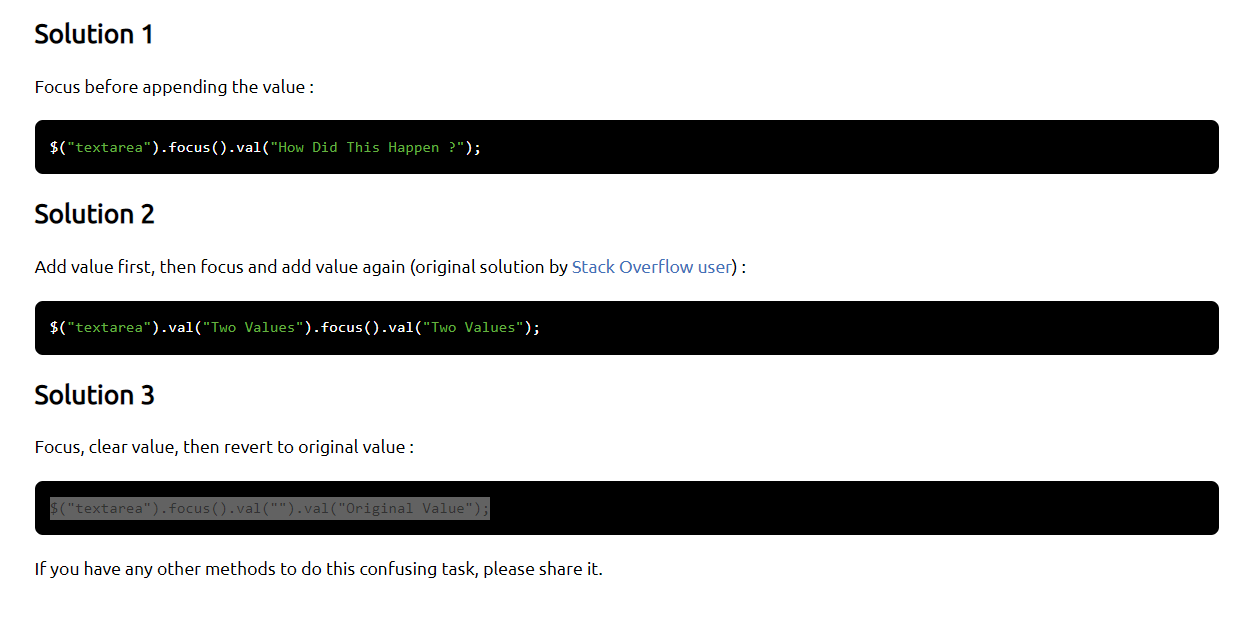 Solution 1
Focus before appending the value :
$("textarea").focus().val("How Did This Happen ?");
Solution 2
Add value first, then focus and add value again (original solution by Stack Overflow user) :
$("textarea").val("Two Values").focus().val("Two Values");
Solution 3
Focus, clear value, then revert to original value :
$("textarea").focus().val("").val("Original Value");
If you have any other methods to do this confusing task, please share it.